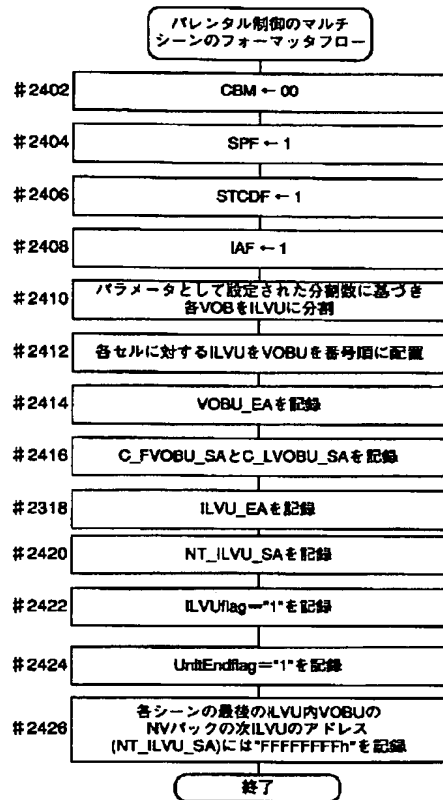 パレンタル制御のマルチ
シーンのフォーマッタフロー
#2402
CBM ← 00
#2404
SPF ← 1
#2406
STCDF ← 1
#2408
IAF ← 1
#2410
パラメータとして設定された分割数に基づき
各VOBをILVUに分割
#2412
各セルに対するILVUをVOBUを番号順に配置
#2414
VOBU_EAを記録
#2416
C_FVOBU_SAとC_LVOBU_SAを記録
#2318
ILVU_EAを記録
#2420
NT_ILVU_SAを記録
#2422
ILVUflag="1"を記録
#2424
UnitEndflag="1"を記録
#2426
各シーンの最後のILVU内VOBUの
NVパックの次ILVUのアドレス
(NT_ILVU_SA)には"FFFFFFFFh"を記録
終了